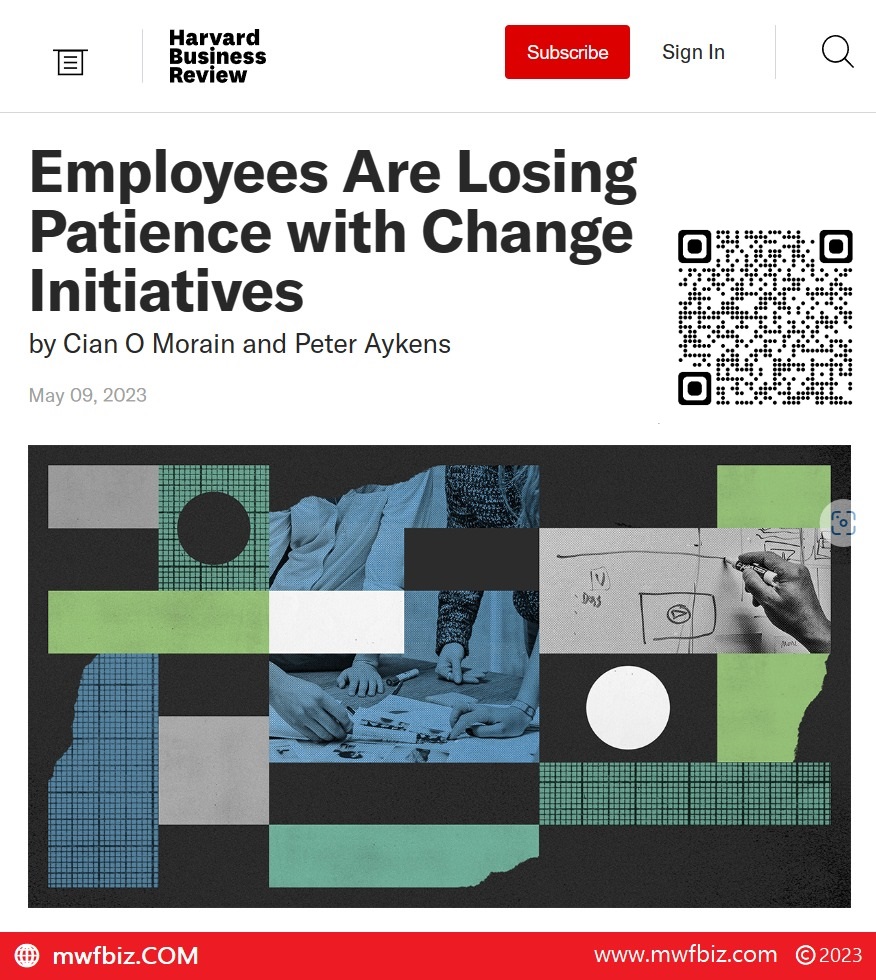 Harvard
Business
Review
Subscribe
Sign In
Employees Are Losing
Patience with Change
Initiatives
by Cian O Morain and Peter Aykens
May 09, 2023
mwfbiz.COM
www.mwfbiz.com ©2023